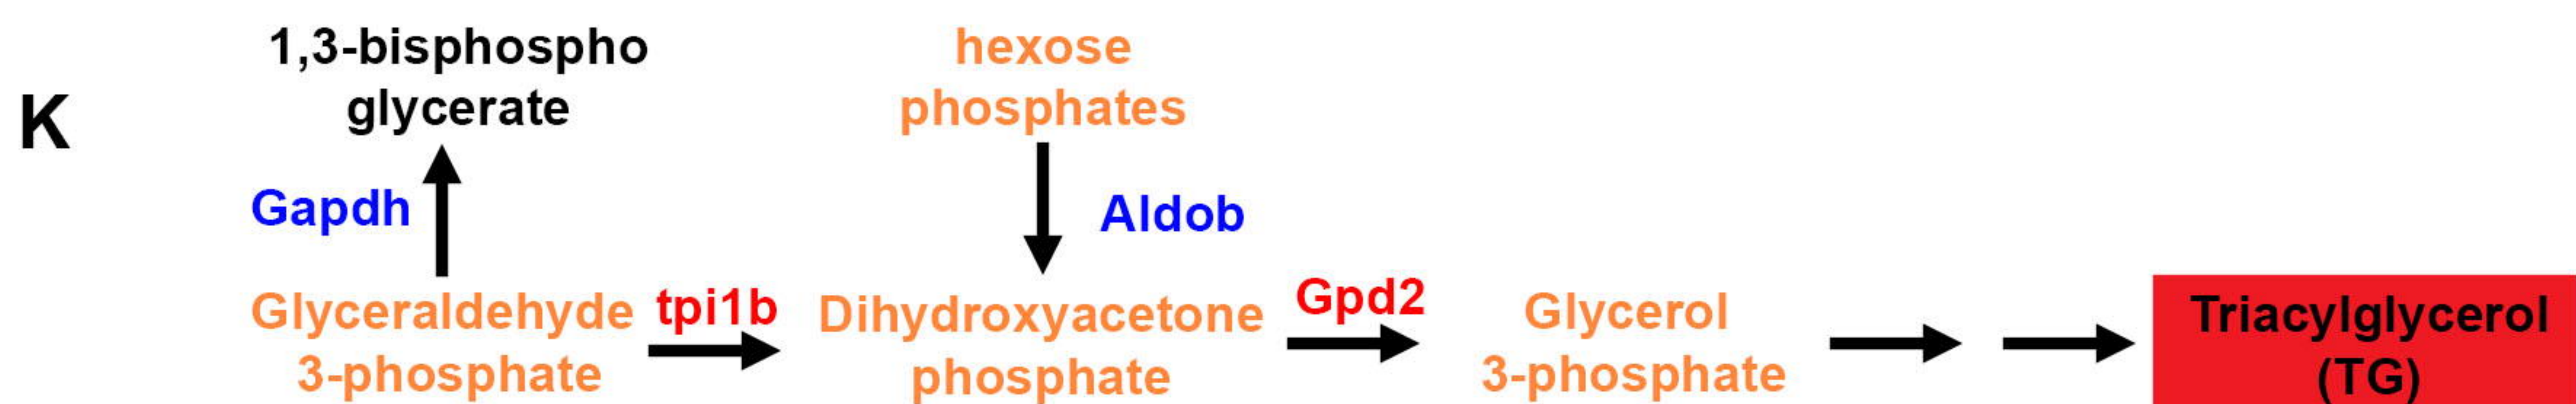 K
1,3-bisphospho
glycerate
hexose
phosphates
Gapdh
Aldob
Glyceraldehyde
3-phosphate
tpi1b
Dihydroxyacetone
phosphate
Gpd2
Glycerol
3-phosphate
Triacylglycerol
(TG)